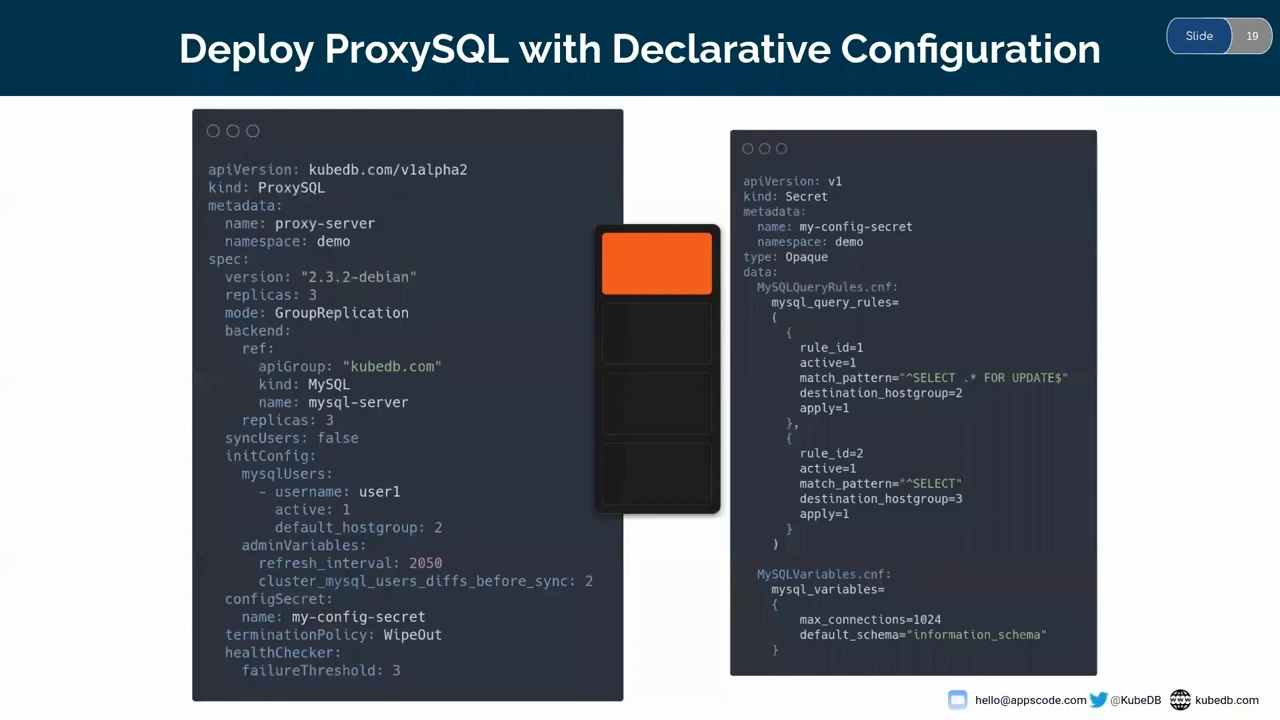 Deploy ProxySQL with Declarative Configuration
Slide 19
apiVersion: kubedb.com/v1alpha2
kind: ProxySQL
metadata:
  name: proxy-server
  namespace: demo
spec:
  version: "2.3.2-debian"
  replicas: 3
  mode: GroupReplication
  backend:
    ref:
      apiGroup: "kubedb.com"
      kind: MySQL
      name: mysql-server
    replicas: 3
  syncUsers: false
  initConfig:
    mysqlUsers:
      - username: user1
        active: 1
        default_hostgroup: 2
    adminVariables:
      refresh_interval: 2050
      cluster_mysql_users_diffs_before_sync: 2
  configSecret:
    name: my-config-secret
  terminationPolicy: WipeOut
  healthChecker:
    failureThreshold: 3
apiVersion: v1
kind: Secret
metadata:
  name: my-config-secret
  namespace: demo
type: Opaque
data:
  MySQLQueryRules.cnf:
    mysql_query_rules=
    (
      {
        rule_id=1
        active=1
        match_pattern="^SELECT .* FOR UPDATE$"
        destination_hostgroup=2
        apply=1
      },
      {
        rule_id=2
        active=1
        match_pattern="^SELECT"
        destination_hostgroup=3
        apply=1
      }
    )
  MySQLVariables.cnf:
    mysql_variables=
    {
        max_connections=1024
        default_schema="information_schema"
    }
hello@appscode.com @KubeDB kubedb.com